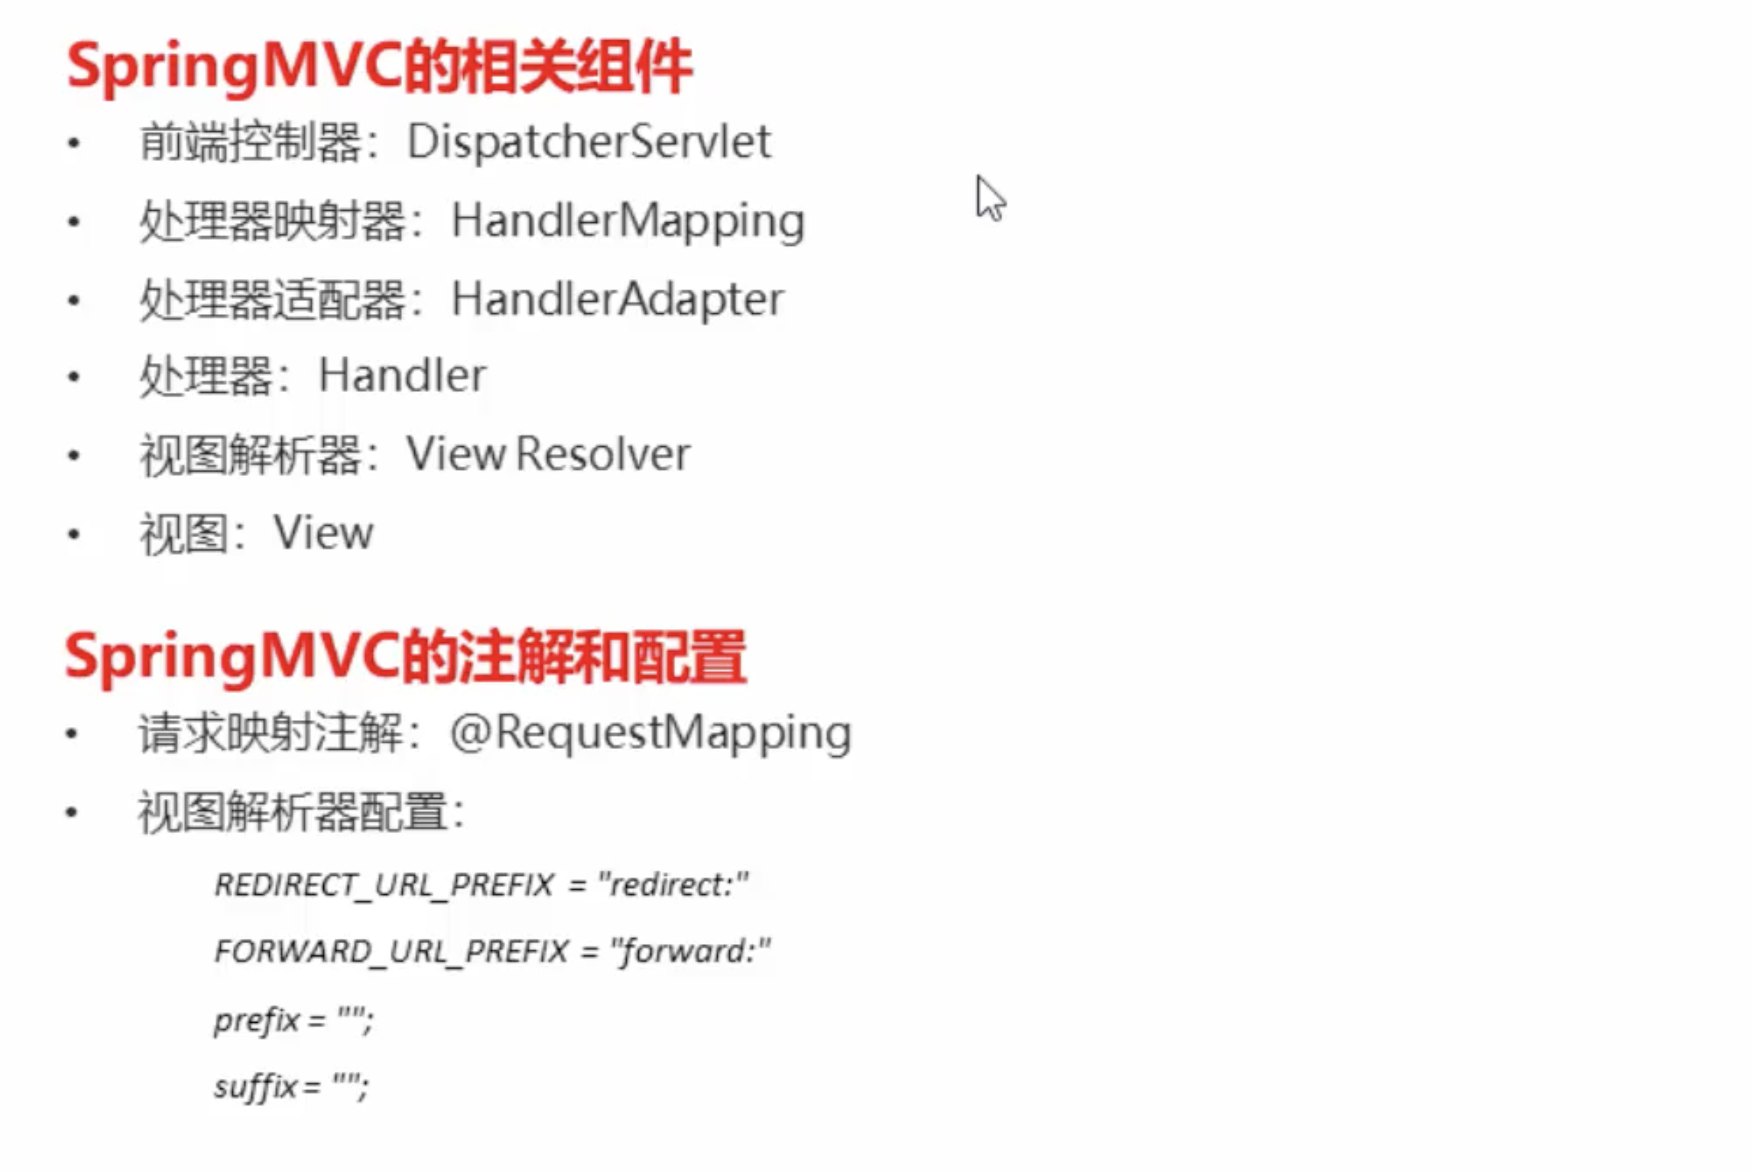 SpringMVC的相关组件
• 前端控制器：DispatcherServlet
• 处理器映射器：HandlerMapping
• 处理器适配器：HandlerAdapter
• 处理器：Handler
• 视图解析器：View Resolver
• 视图：View
SpringMVC的注解和配置
• 请求映射注解：@RequestMapping
• 视图解析器配置：
REDIRECT_URL_PREFIX = "redirect:"
FORWARD_URL_PREFIX = "forward:"
prefix = "";
suffix = "";